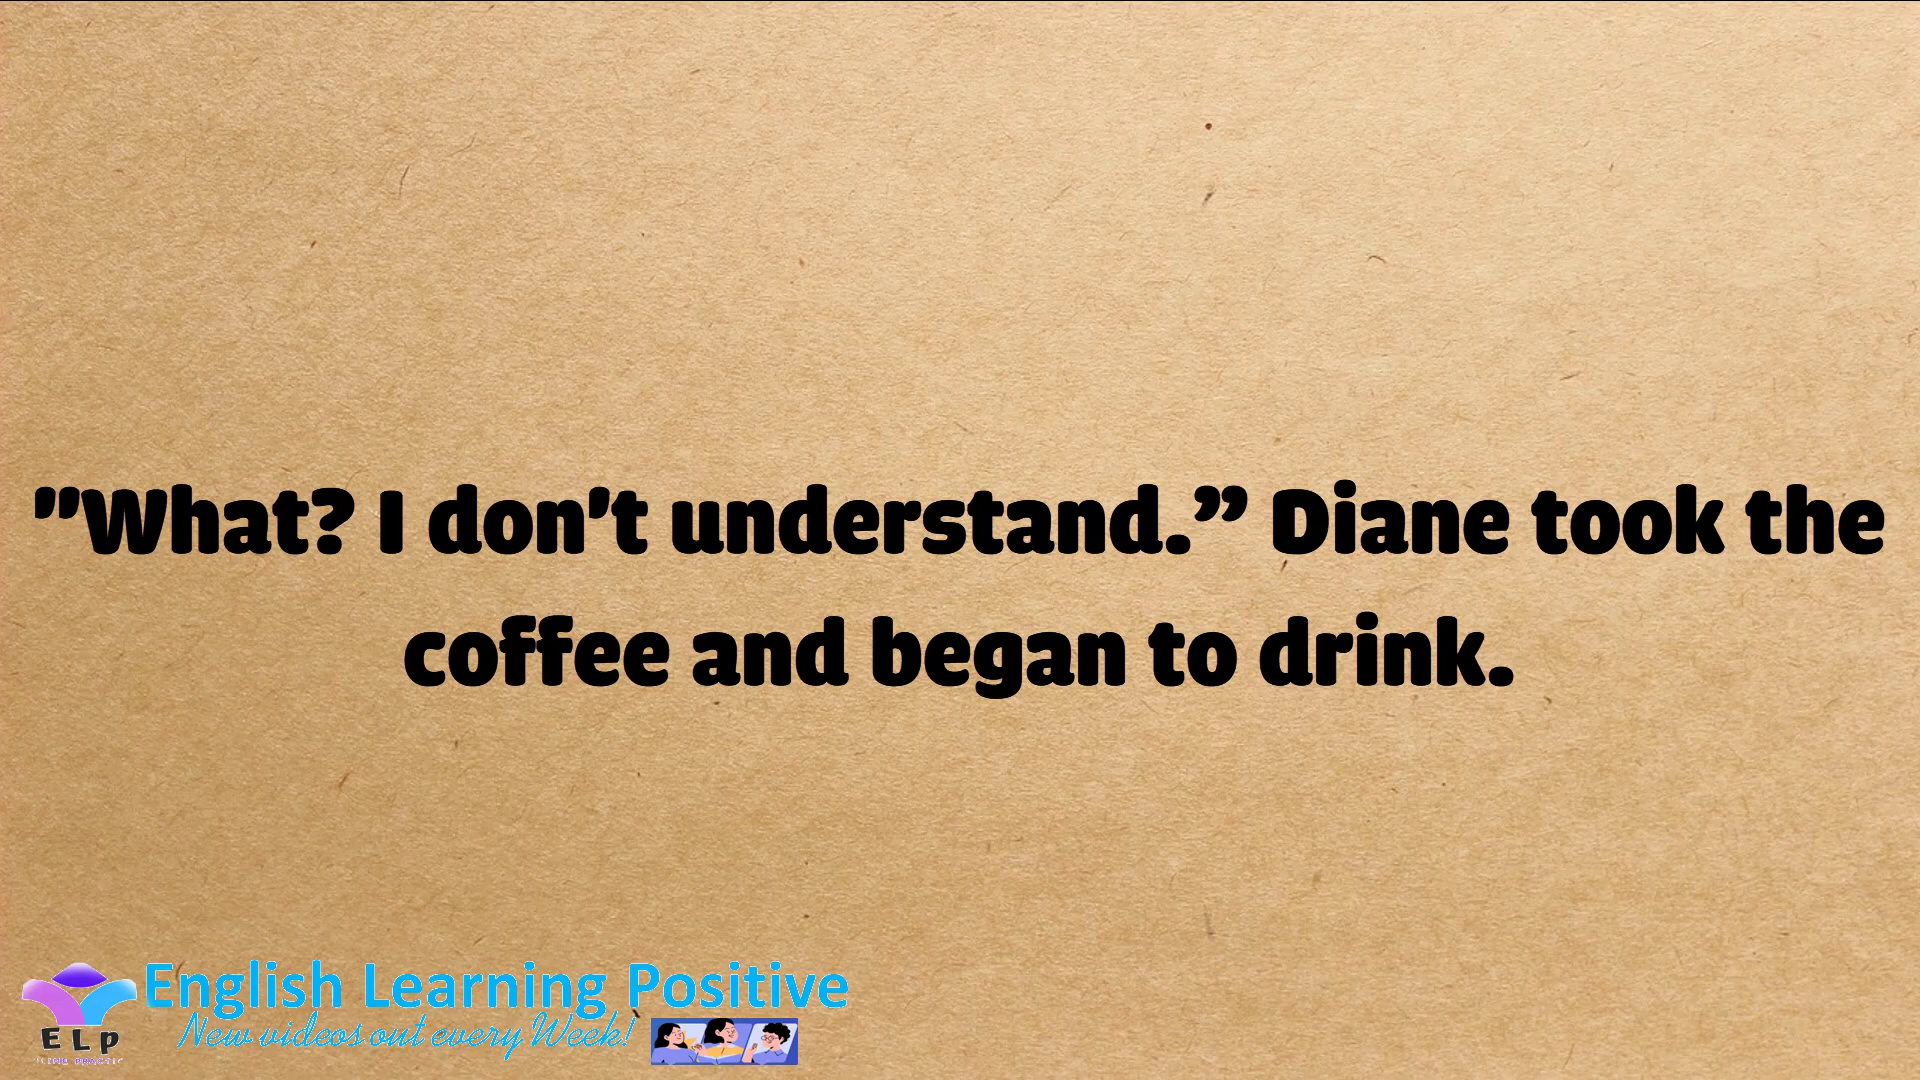 "What? I don't understand.” Diane took the
coffee and began to drink.
English Learning Positive
New videos out every Week!
ELP